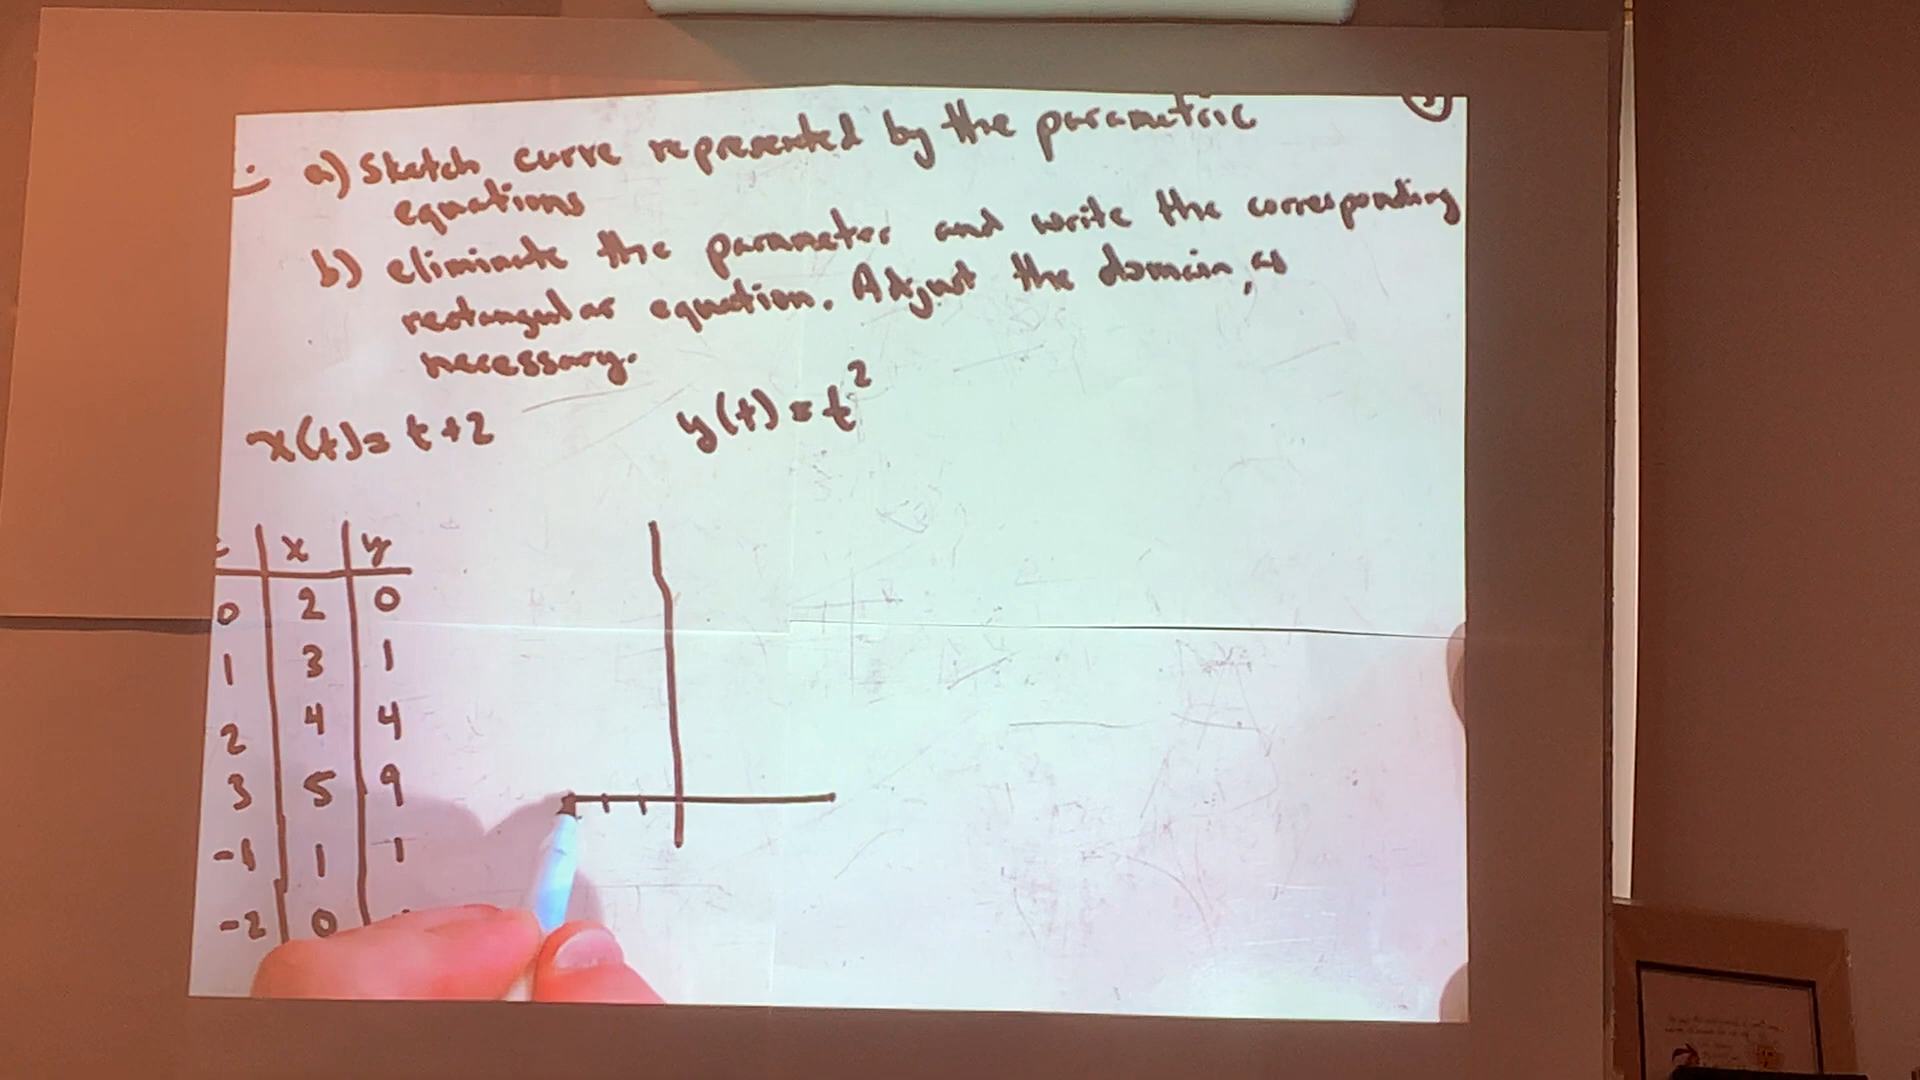 a) Sketch curve represented by the parametric
equations
b) eliminate the parameter and write the corresponding
rectangular equation. Adjust the domain, as
necessary.
x(t)=t+2 y(t)=t²
x y
0 2 0
1 3 1
2 4 4
3 5 9
-1 1 1
-2 0